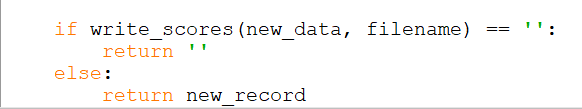 if write_scores(new_data, filename) == '':
return ''
else:
return new_record